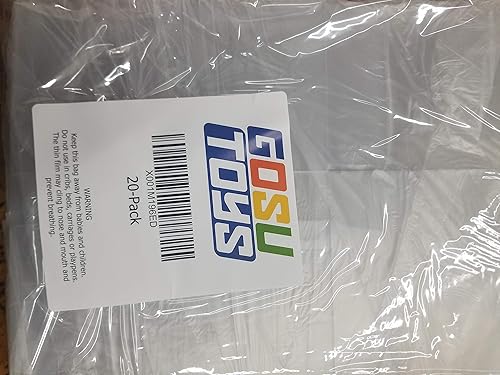 GOSU
TOYS
X001M196ED
20-Pack
WARNING
Keep this bag away from babies and children.
Do not use in cribs, beds, carriages or playpens.
The thin film may cling to nose and mouth and
prevent breathing.